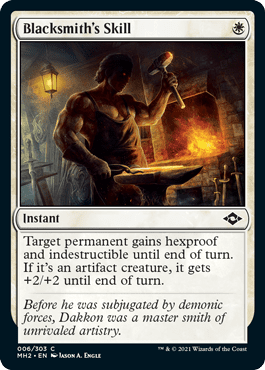 Blacksmith's Skill
Instant
Target permanent gains hexproof
and indestructible until end of turn.
If it's an artifact creature, it gets
+2/+2 until end of turn.
Before he was subjugated by demonic
forces, Dakkon was a master smith of
unrivaled artistry.
006/303 C
MH2 • EN Jason A. Engle
™ & © 2021 Wizards of the Coast